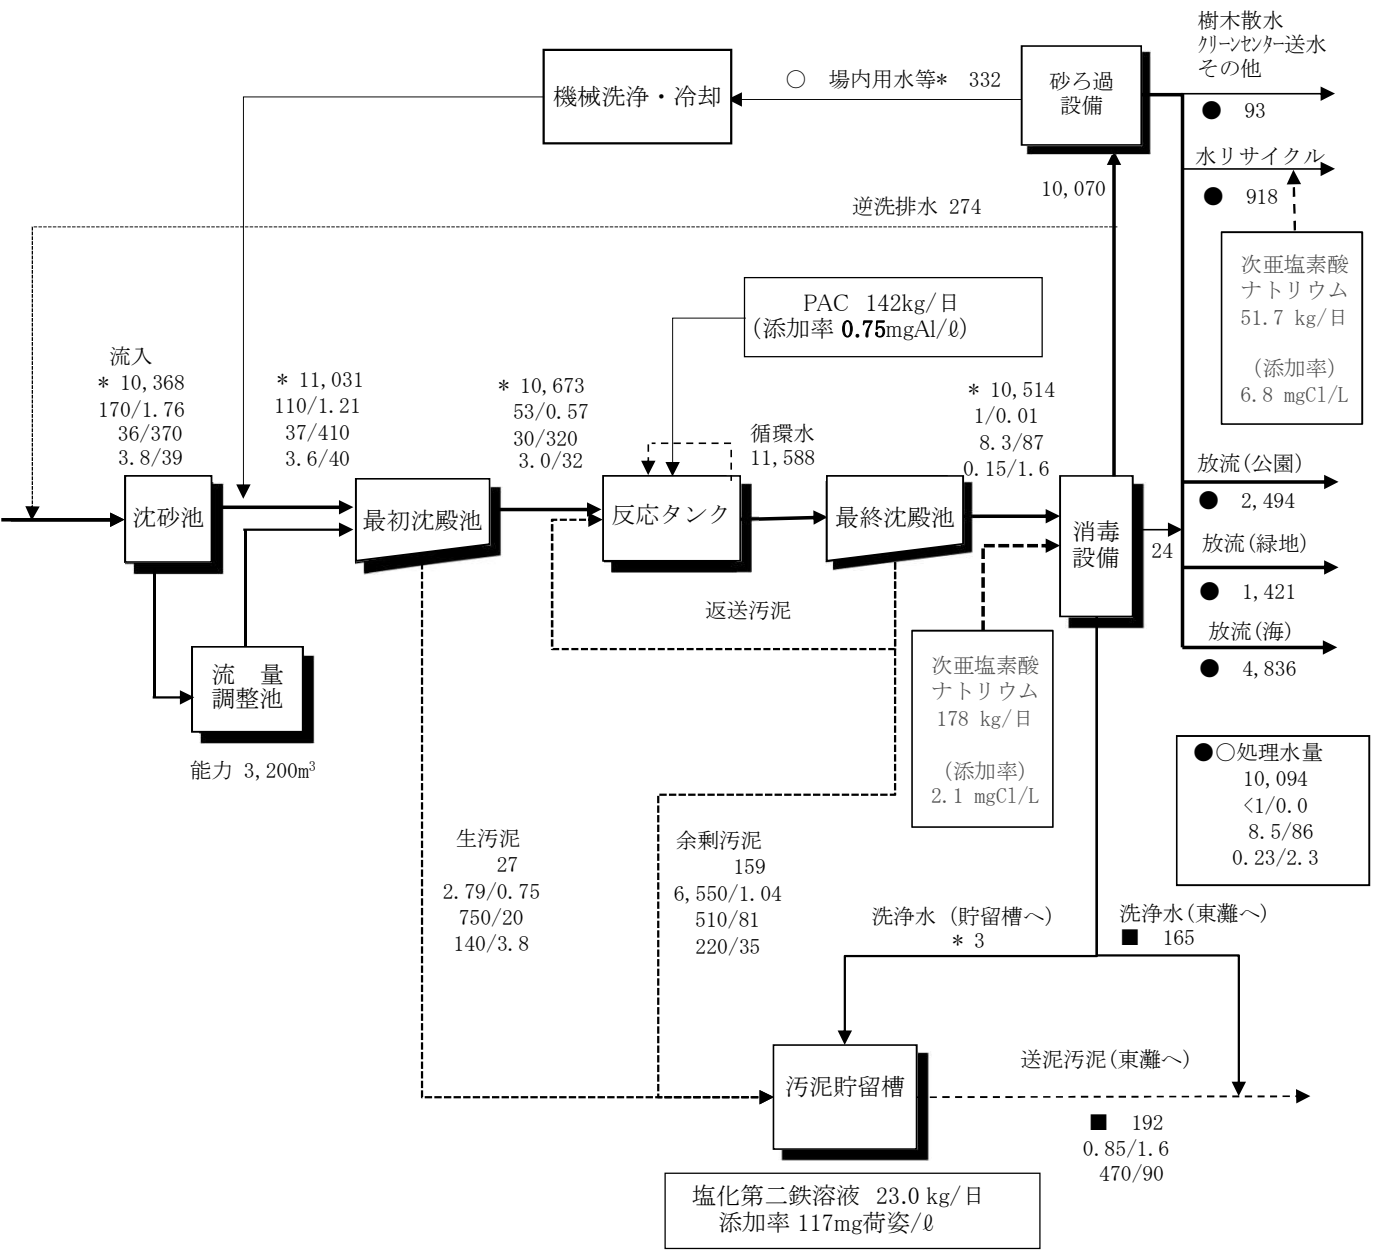 樹木散水
クリーンセンター送水
その他
● 93
水リサイクル
● 918
砂ろ過
設備
○ 場内用水等* 332
機械洗浄・冷却
10,070
逆洗排水 274
次亜塩素酸
ナトリウム
51.7 kg/日
(添加率)
6.8 mgCl/L
PAC 142kg/日
(添加率 0.75mgAl/ℓ)
流入
* 10,368
170/1.76
36/370
3.8/39
* 11,031
110/1.21
37/410
3.6/40
* 10,673
53/0.57
30/320
3.0/32
循環水
11,588
* 10,514
1/0.01
8.3/87
0.15/1.6
沈砂池
最初沈殿池
反応タンク
最終沈殿池
消毒
設備
24
放流(公園)
● 2,494
放流(緑地)
● 1,421
放流(海)
● 4,836
返送汚泥
流 量
調整池
能力 3,200m³
次亜塩素酸
ナトリウム
178 kg/日
(添加率)
2.1 mgCl/L
●○処理水量
10,094
<1/0.0
8.5/86
0.23/2.3
生汚泥
27
2.79/0.75
750/20
140/3.8
余剰汚泥
159
6,550/1.04
510/81
220/35
洗浄水 (貯留槽へ)
* 3
洗浄水(東灘へ)
■ 165
汚泥貯留槽
送泥汚泥(東灘へ)
■ 192
0.85/1.6
470/90
塩化第二鉄溶液 23.0 kg/日
添加率 117mg荷姿/ℓ